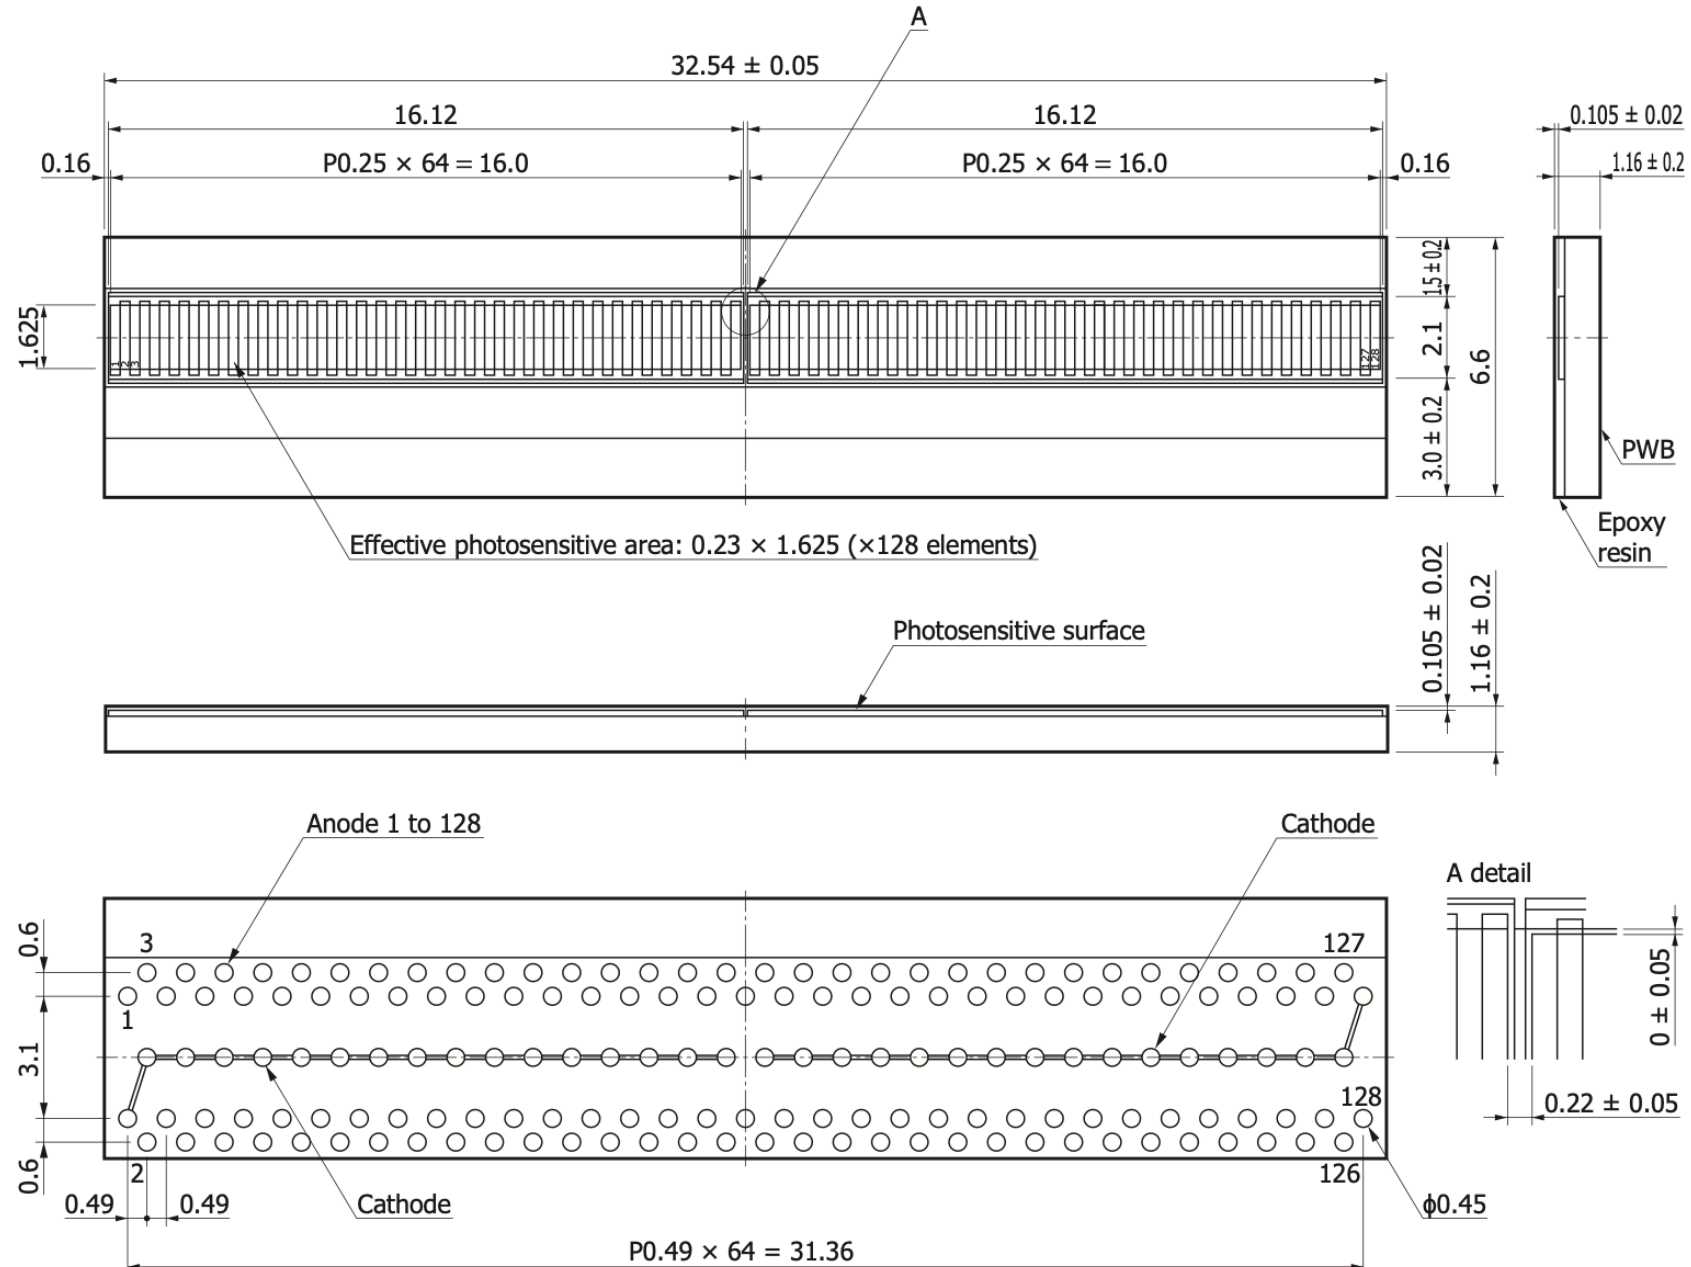 A
32.54 ± 0.05
16.12
16.12
0.105 ± 0.02
0.16
P0.25 × 64 = 16.0
P0.25 × 64 = 16.0
0.16
1.16 ± 0.2
1.5 ± 0.2
1.625
2.1
6.6
1
2
3
127
128
3.0 ± 0.2
PWB
Epoxy
resin
Effective photosensitive area: 0.23 × 1.625 (×128 elements)
0.105 ± 0.02
1.16 ± 0.2
Photosensitive surface
Anode 1 to 128
Cathode
A detail
0.6
3
127
1
0 ± 0.05
3.1
128
0.22 ± 0.05
0.6
2
126
0.49
0.49
Cathode
ϕ0.45
P0.49 × 64 = 31.36